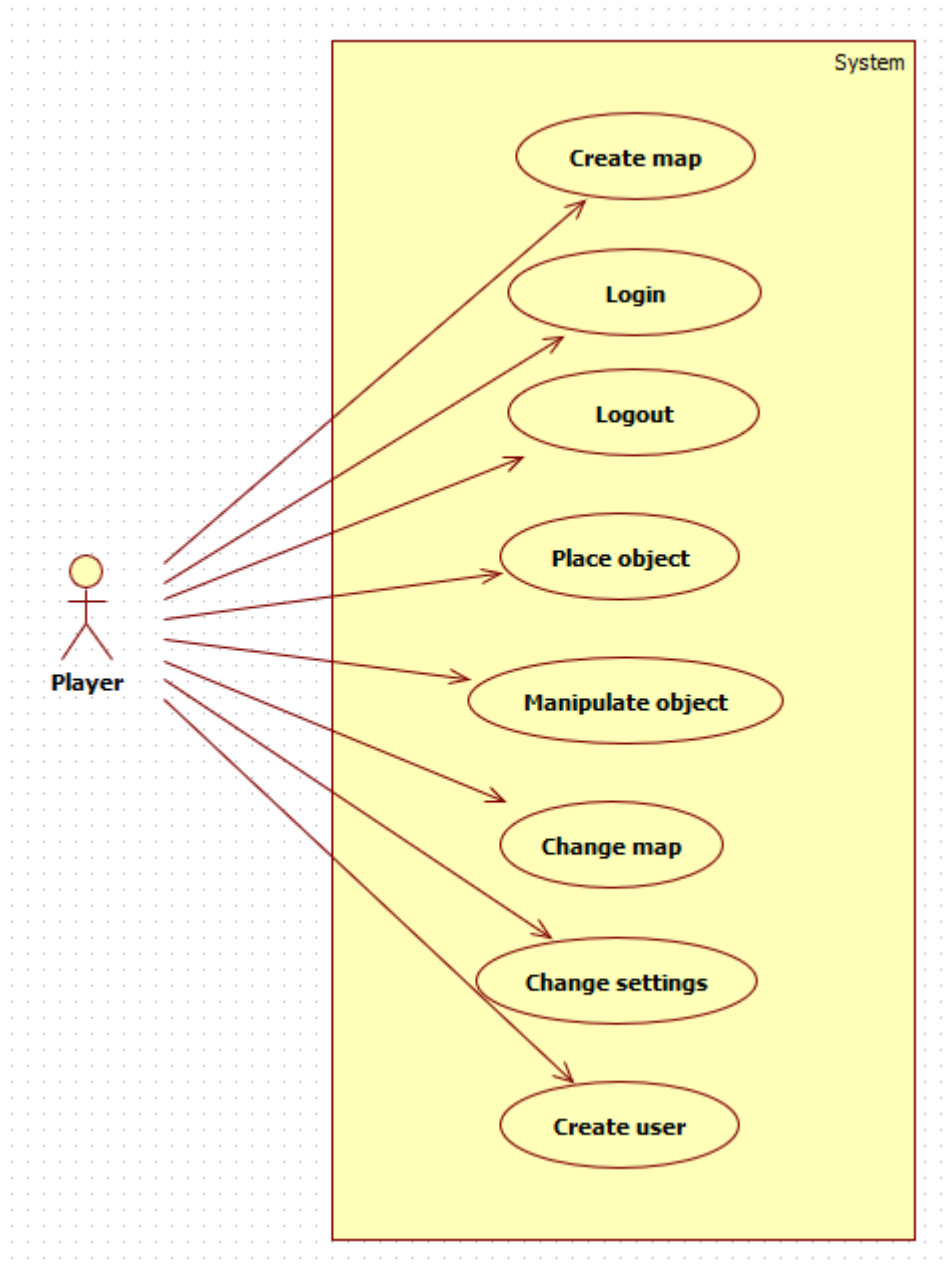 System
Create map
Login
Logout
Place object
Player
Manipulate object
Change map
Change settings
Create user